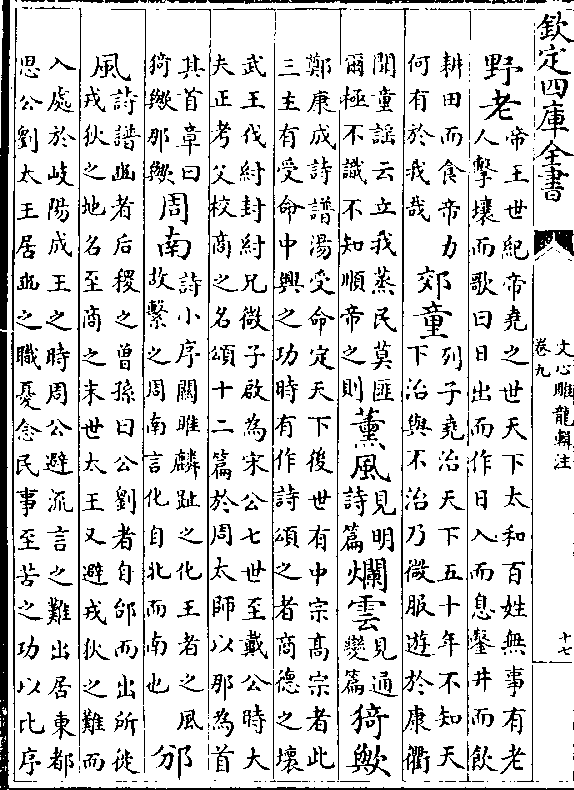 欽定四庫全書
文心雕龍輯注
卷九
十七
野老
帝王世紀帝堯之世天下太和百姓無事有老
人擊壤而歌曰日出而作日入而息鑿井而飲
耕田而食帝力
何有於我哉
郊童
列子堯治天下五十年不知天
下治與不治乃微服遊於康衢
聞童謠云立我蒸民莫匪
爾極不識不知順帝之則
薰風
見明
詩篇
爛雲
見通
變篇
猗歟
鄭康成詩譜湯受命定天下後世有中宗高宗者此
三主有受命中興之功時有作詩頌之者商德之壞
武王伐紂封紂兄微子啟為宋公七世至戴公時大
夫正考父校商之名頌十二篇於周太師以那為首
其首章曰
猗歟那歟
周南
詩小序關雎麟趾之化王者之風
故繫之周南言化自北而南也
邠
風
詩譜豳者后稷之曾孫曰公劉者自邰而出所徙
戎狄之地名至商之末世太王又避戎狄之難而
入處於岐陽成王之時周公避流言之難出居東都
思公劉太王居豳之職憂念民事至苦之功以比序